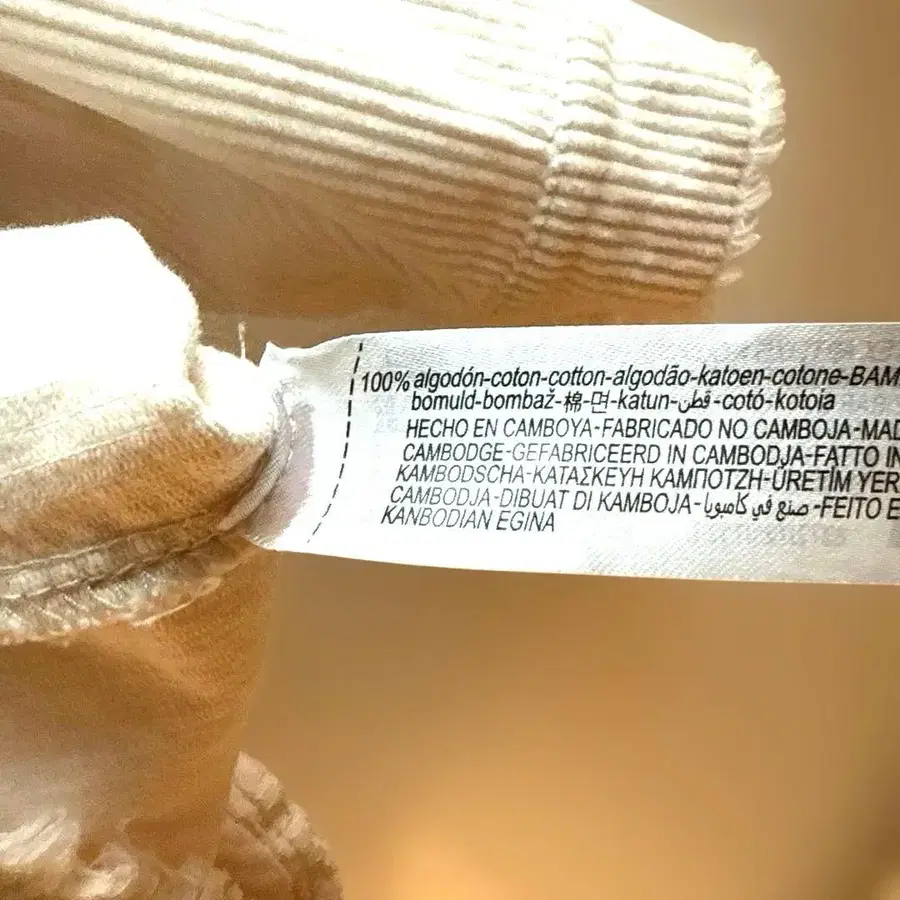 100% algodón-coton-cotton-algodão-katoen-cotone-BAM
bomuld-bombaž-棉-면-katun-قطن-cotó-kotoia
HECHO EN CAMBOYA-FABRICADO NO CAMBOJA-MAD
CAMBODGE-GEFABRICEERD IN CAMBODJA-FATTO IN
KAMBODSCHA-ΚΑΤΑΣΚΕΥΗ ΚΑΜΠΟΤΖΗ-ÜRETİM YER
CAMBODJA-DIBUAT DI KAMBOJA-صنع في كامبوديا-FEITO E
KANBODIAN EGINA